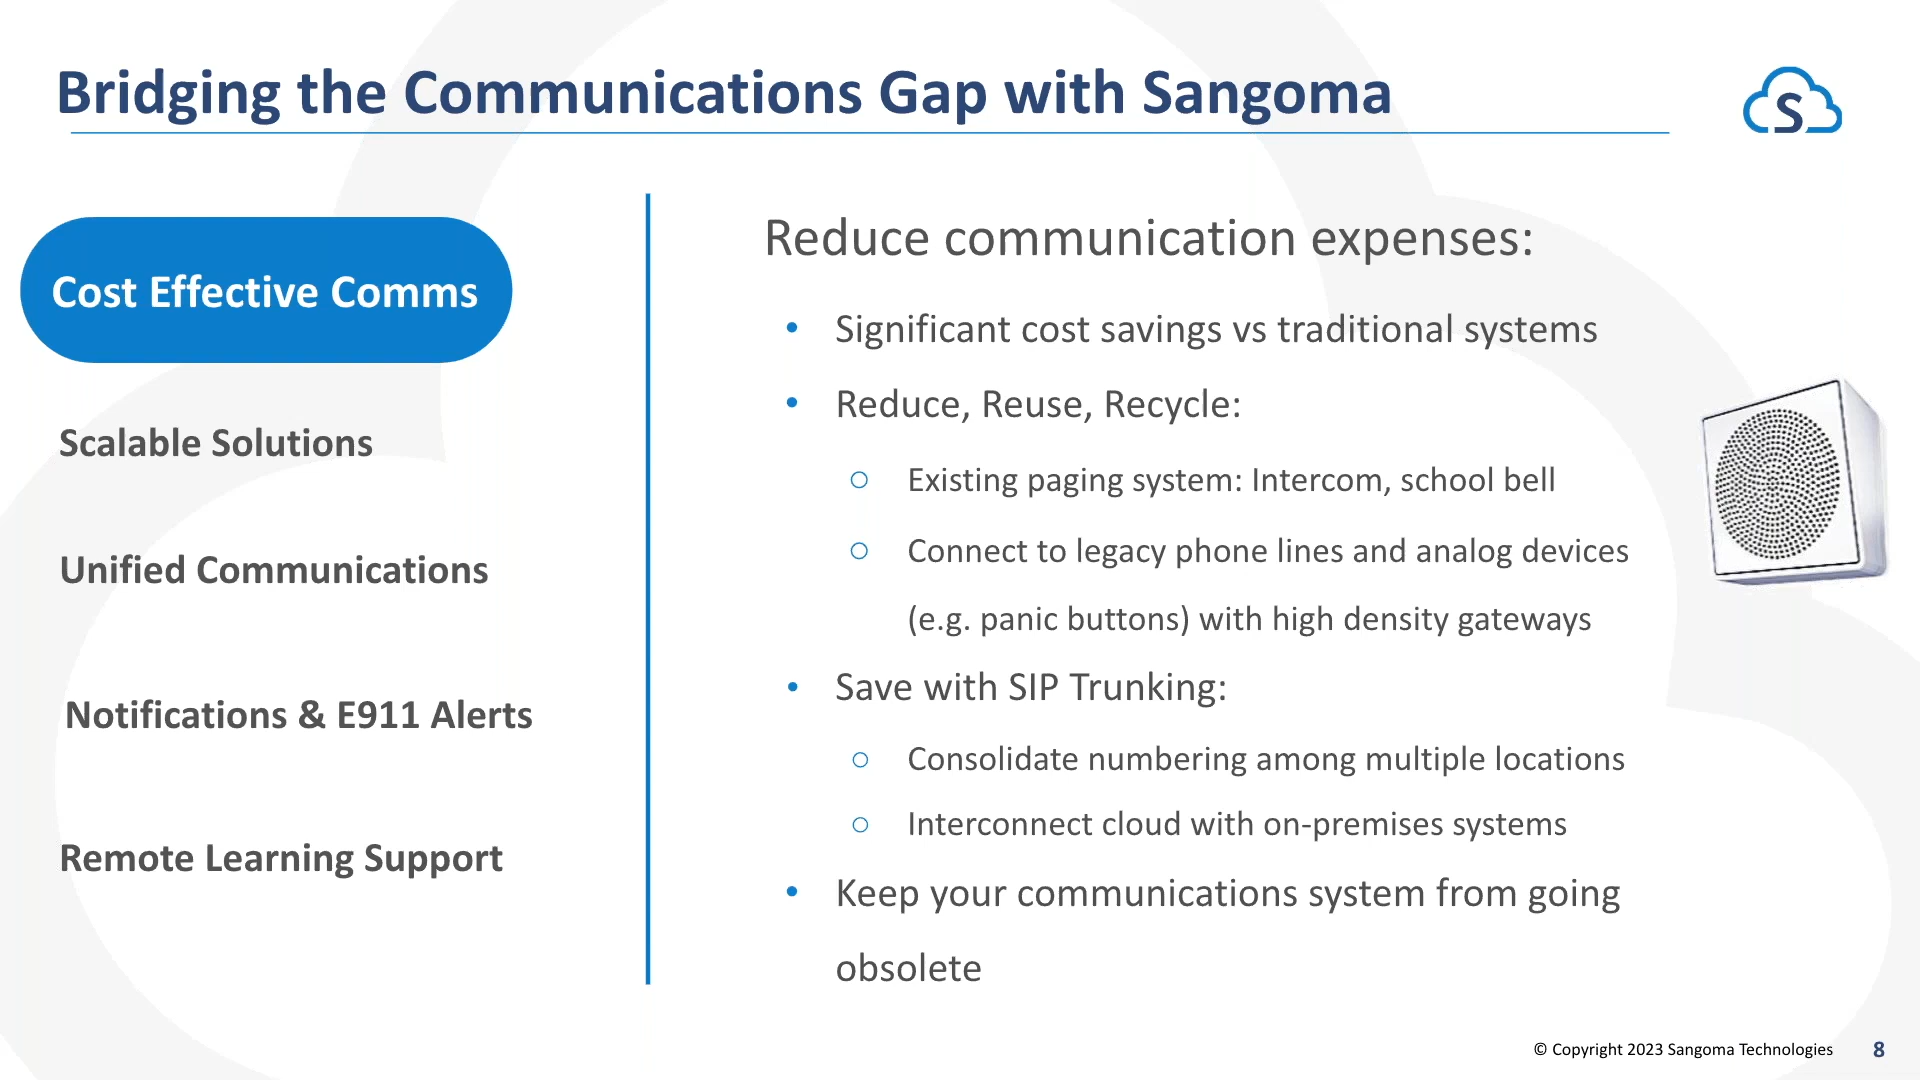 Bridging the Communications Gap with Sangoma
S
Cost Effective Comms
Scalable Solutions
Unified Communications
Notifications & E911 Alerts
Remote Learning Support
Reduce communication expenses:
• Significant cost savings vs traditional systems
• Reduce, Reuse, Recycle:
○ Existing paging system: Intercom, school bell
○ Connect to legacy phone lines and analog devices
(e.g. panic buttons) with high density gateways
• Save with SIP Trunking:
○ Consolidate numbering among multiple locations
○ Interconnect cloud with on-premises systems
• Keep your communications system from going
obsolete
© Copyright 2023 Sangoma Technologies
8